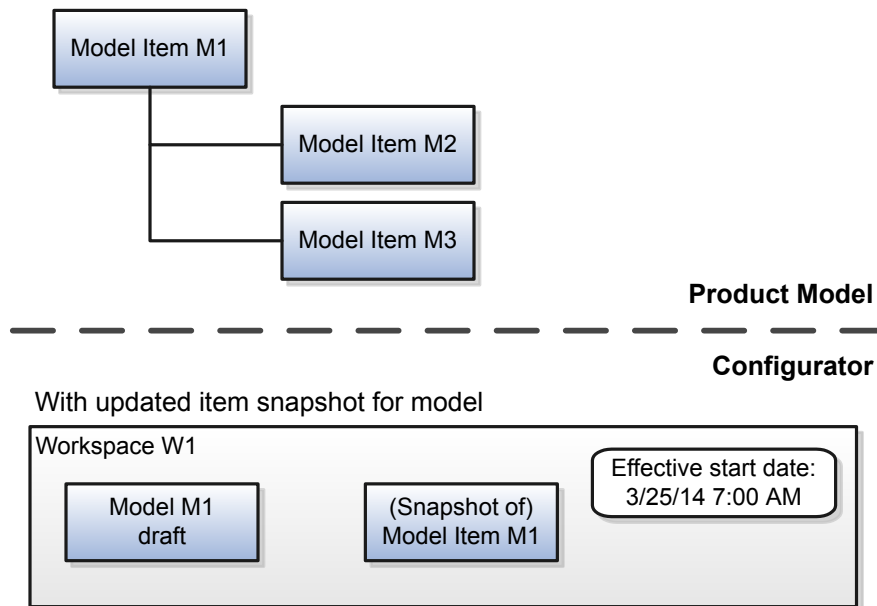 Model Item M1
Model Item M2
Model Item M3
Product Model
Configurator
With updated item snapshot for model
Workspace W1
Effective start date:
3/25/14 7:00 AM
Model M1
draft
(Snapshot of)
Model Item M1